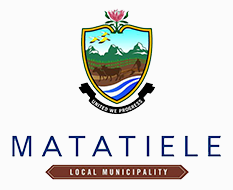 UNITED WE PROGRESS
MATATIELE
LOCAL MUNICIPALITY